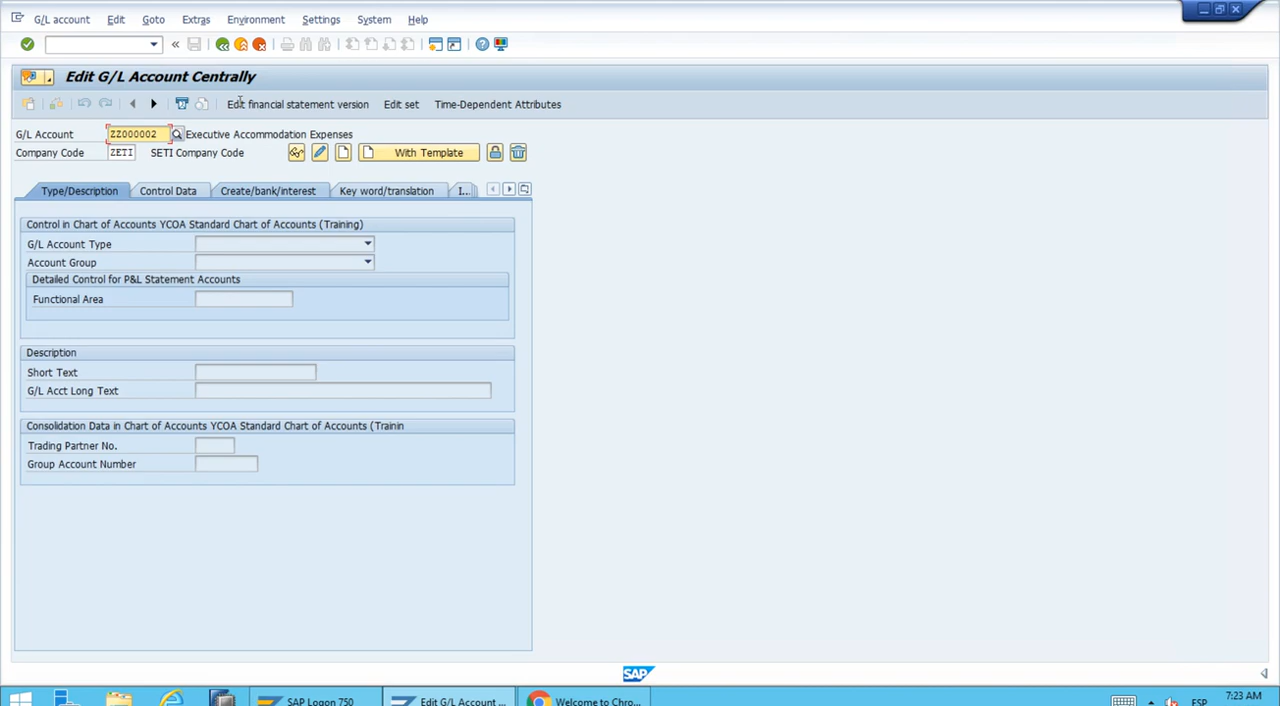 G/L account Edit Goto Extras Environment Settings System Help
Edit G/L Account Centrally
Edit financial statement version Edit set Time-Dependent Attributes
G/L Account ZZ000002 Executive Accommodation Expenses
Company Code ZETI SETI Company Code With Template
Type/Description Control Data Create/bank/interest Key word/translation I...
Control in Chart of Accounts YCOA Standard Chart of Accounts (Training)
G/L Account Type
Account Group
Detailed Control for P&L Statement Accounts
Functional Area
Description
Short Text
G/L Acct Long Text
Consolidation Data in Chart of Accounts YCOA Standard Chart of Accounts (Trainin
Trading Partner No.
Group Account Number
SAP
SAP Logon 750 Edit G/L Account ... Welcome to Chro... ESP 7:23 AM